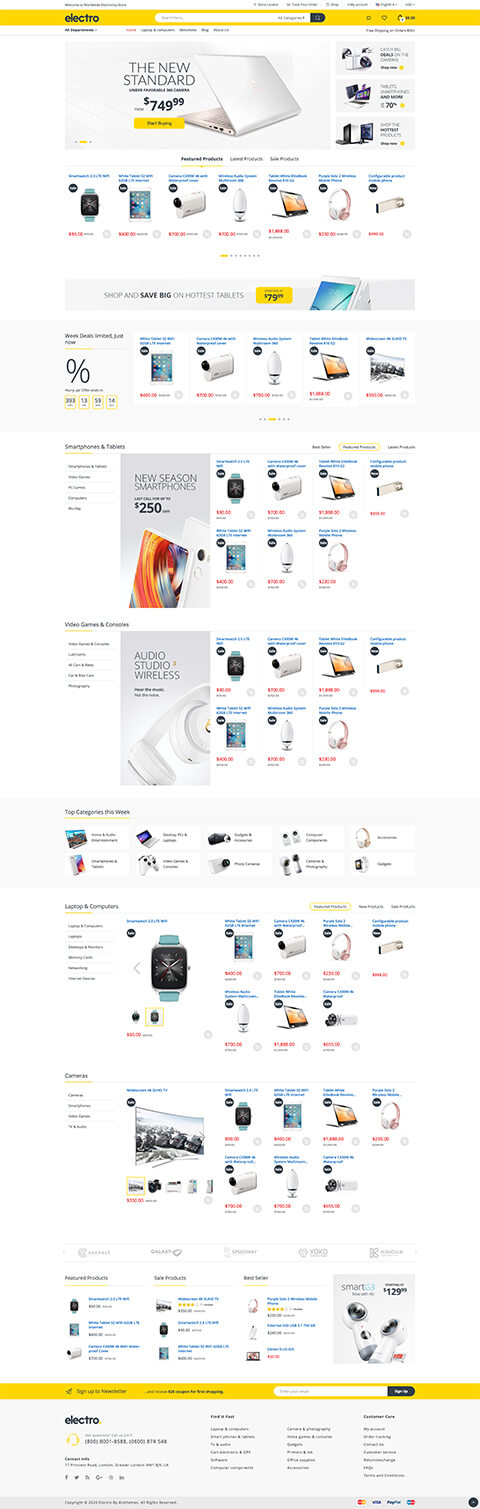 Welcome to Worldwide Electronics Store
Store Locator
Track Your Order
Shop
My account
English
USD
electro
Search here...
All Categories
$0.00
All Departments
Home
Laptop & computers
Motorbike
Blog
About Us
Free Shipping on Orders $50+
THE NEW
STANDARD
UNDER FAVORABLE 360 CAMERA
FROM
$749 99
Start Buying
CATCH BIG
DEALS ON THE
CAMERAS
Shop now
TABLETS,
SMARTPHONES
AND MORE
70%
SHOP THE
HOTTEST
PRODUCTS
Shop now
Featured Products
Latest Products
Sale Products
Smartwatch 2.0 LTE Wifi
White Tablet S2 WiFi
62GB LTE Internet
Camera C430W 4k with
Waterproof cover
Wireless Audio System
Multiroom 360
Tablet White EliteBook
Revolve 810 G2
Purple Solo 2 Wireless
Mobile Phone
Configurable product
mobile
$90.00
$400.00
$700.00
$700.00
$1,888.00
$230.00
$999.00
SHOP AND SAVE BIG ON HOTTEST TABLETS
STARTING AT
$79 99
Week Deals limited, Just
now
%
Hurry up! Offer ends in:
393
13
59
14
White Tablet S2 WiFi
62GB LTE Internet
Camera C430W 4k with
Waterproof cover
Wireless Audio System
Multiroom 360
Tablet White EliteBook
Revolve 810 G2
Widescreen 4K SUHD TV
$400.00
$700.00
$700.00
$1,888.00
$350.00
Smartphones & Tablets
Best Seller
Featured Products
Latest Products
Smartphones & Tablets
Video Games
PC Games
Computers
Blu-Ray
NEW SEASON
SMARTPHONES
LAST CALL FOR UP TO
$250 OFF!
Smartwatch 2.0 LTE
Wifi
Camera C430W 4k
with Waterproof cover
Tablet White EliteBook
Revolve 810 G2
Configurable product
mobile
$90.00
$700.00
$1,888.00
$999.00
White Tablet S2 WiFi
62GB LTE Internet
Wireless Audio System
Multiroom 360
Purple Solo 2 Wireless
Mobile Phone
$400.00
$700.00
$230.00
Video Games & Consoles
Video Games & Consoles
Lubricants
All Cars & Bikes
Car & Bike Care
Photography
AUDIO
STUDIO 3
WIRELESS
Hear the music.
Not the noise.
Smartwatch 2.0 LTE
Wifi
Camera C430W 4k
with Waterproof cover
Tablet White EliteBook
Revolve 810 G2
Configurable product
mobile
$90.00
$700.00
$1,888.00
$999.00
White Tablet S2 WiFi
62GB LTE Internet
Wireless Audio System
Multiroom 360
Purple Solo 2 Wireless
Mobile Phone
$400.00
$700.00
$230.00
Top Categories this Week
Home & Audio
Entertainment
Desktop PCs &
Laptops
Gadgets &
Accessories
Computer
Components
Accessories
Smartphones &
Tablets
Video Games &
Consoles
Photo Cameras
Cameras &
Photography
Gadgets
Laptop & Computers
Featured Products
New Products
Sale Products
Laptop & Computers
Laptops
Desktops & Monitors
Memory Cards
Networking
Internet Devices
Smartwatch 2.0 LTE Wifi
$90.00
White Tablet S2 WiFi
62GB LTE Internet
Camera C430W 4k
with Waterproof...
Purple Solo 2
Wireless Mobile...
Configurable product
mobile
$400.00
$700.00
$230.00
$999.00
Wireless Audio
System Multiroom...
Tablet White
EliteBook Revolve...
Camera C430W 4k
Waterproof
$700.00
$1,888.00
$655.00
Cameras
Cameras
Smartphones
Video Games
TV & Audio
Widescreen 4K SUHD TV
$350.00
Smartwatch 2.0 LTE
Wifi
White Tablet S2 WiFi
62GB LTE Internet
Tablet White
EliteBook Revolve...
Purple Solo 2
Wireless Mobile...
$90.00
$400.00
$1,888.00
$230.00
Camera C430W 4k
with Waterproof...
Wireless Audio
System Multiroom...
Camera C430W 4k
Waterproof
$700.00
$700.00
$655.00
GALAXY
SPEEDWAY
YOKO
KINOVA
Featured Products
Sale Products
Best Seller
Smartwatch 2.0 LTE Wifi
$90.00
White Tablet S2 WiFi
62GB LTE Internet
$400.00
Camera C430W 4k Water-
proof Cover
$700.00
Widescreen 4K SUHD TV
$350.00
Smartwatch 2.0 LTE Wifi
$90.00
White Tablet S2 WiFi
62GB LTE Internet
$400.00
Purple Solo 2 Wireless
Mobile Phone
$230.00
External SSD USB 3.1 750 GB
$240.00
$50.00
smartG3
Now with 4G
STARTING AT
$129 99
Sign up to Newsletter
...and receive $20 coupon for first shopping.
Enter your email
Sign Up
electro.
Got questions? Call us 24/7!
(800) 8001-8588, (0600) 874 548
Contact Info
17 Princess Road, London, Greater London NW1 8JR, UK
Find It Fast
Laptop & computers
Smart phones & tablets
Tv & audio
Cart electronic & GPS
Software
Computer components
Camera & photography
Video games & consoles
Gadgets
Printers & ink
Office supplies
Accessories
Customer Care
My account
Order tracking
Contact Us
Customer service
Returns/exchange
FAQs
Terms and Conditions
Copyright © 2020 Electro By Alothemes. All Rights Reserved.
VISA
PayPal